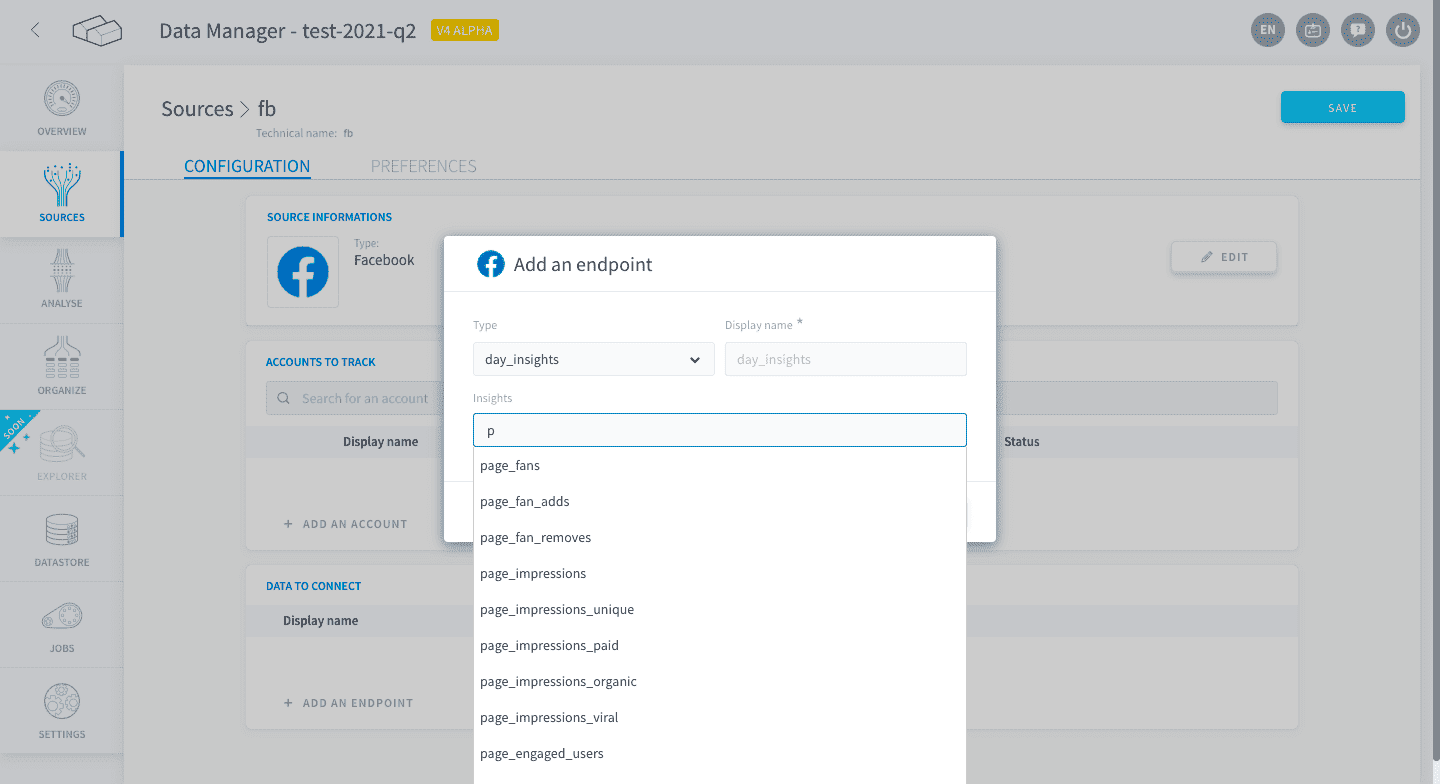 Data Manager - test-2021-q2
V4 ALPHA
EN
OVERVIEW
SOURCES
ANALYSE
ORGANIZE
SOON
EXPLORER
DATASTORE
JOBS
SETTINGS
Sources > fb
Technical name: fb
SAVE
CONFIGURATION
PREFERENCES
SOURCE INFORMATIONS
Type:
Facebook
EDIT
ACCOUNTS TO TRACK
Search for an account
Display name
Status
+ ADD AN ACCOUNT
DATA TO CONNECT
Display name
+ ADD AN ENDPOINT
Add an endpoint
Type
Display name *
day_insights
day_insights
Insights
p
page_fans
page_fan_adds
page_fan_removes
page_impressions
page_impressions_unique
page_impressions_paid
page_impressions_organic
page_impressions_viral
page_engaged_users